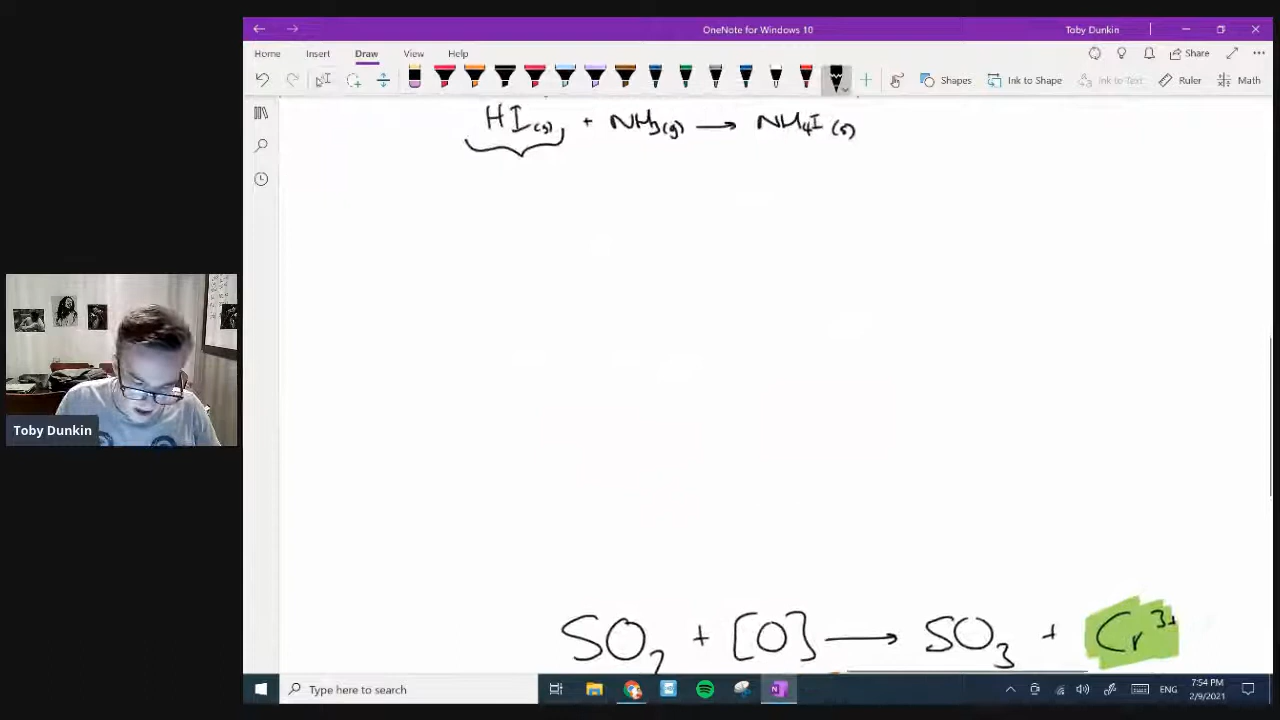 OneNote for Windows 10
Toby Dunkin
Home Insert Draw View Help
Share
Shapes Ink to Shape Ink to Text Ruler Math
HI(g) + NH3(g) → NH4I (s)
Toby Dunkin
SO2 + [O] → SO3 + Cr3+
Type here to search
ENG
7:54 PM
2/9/2021